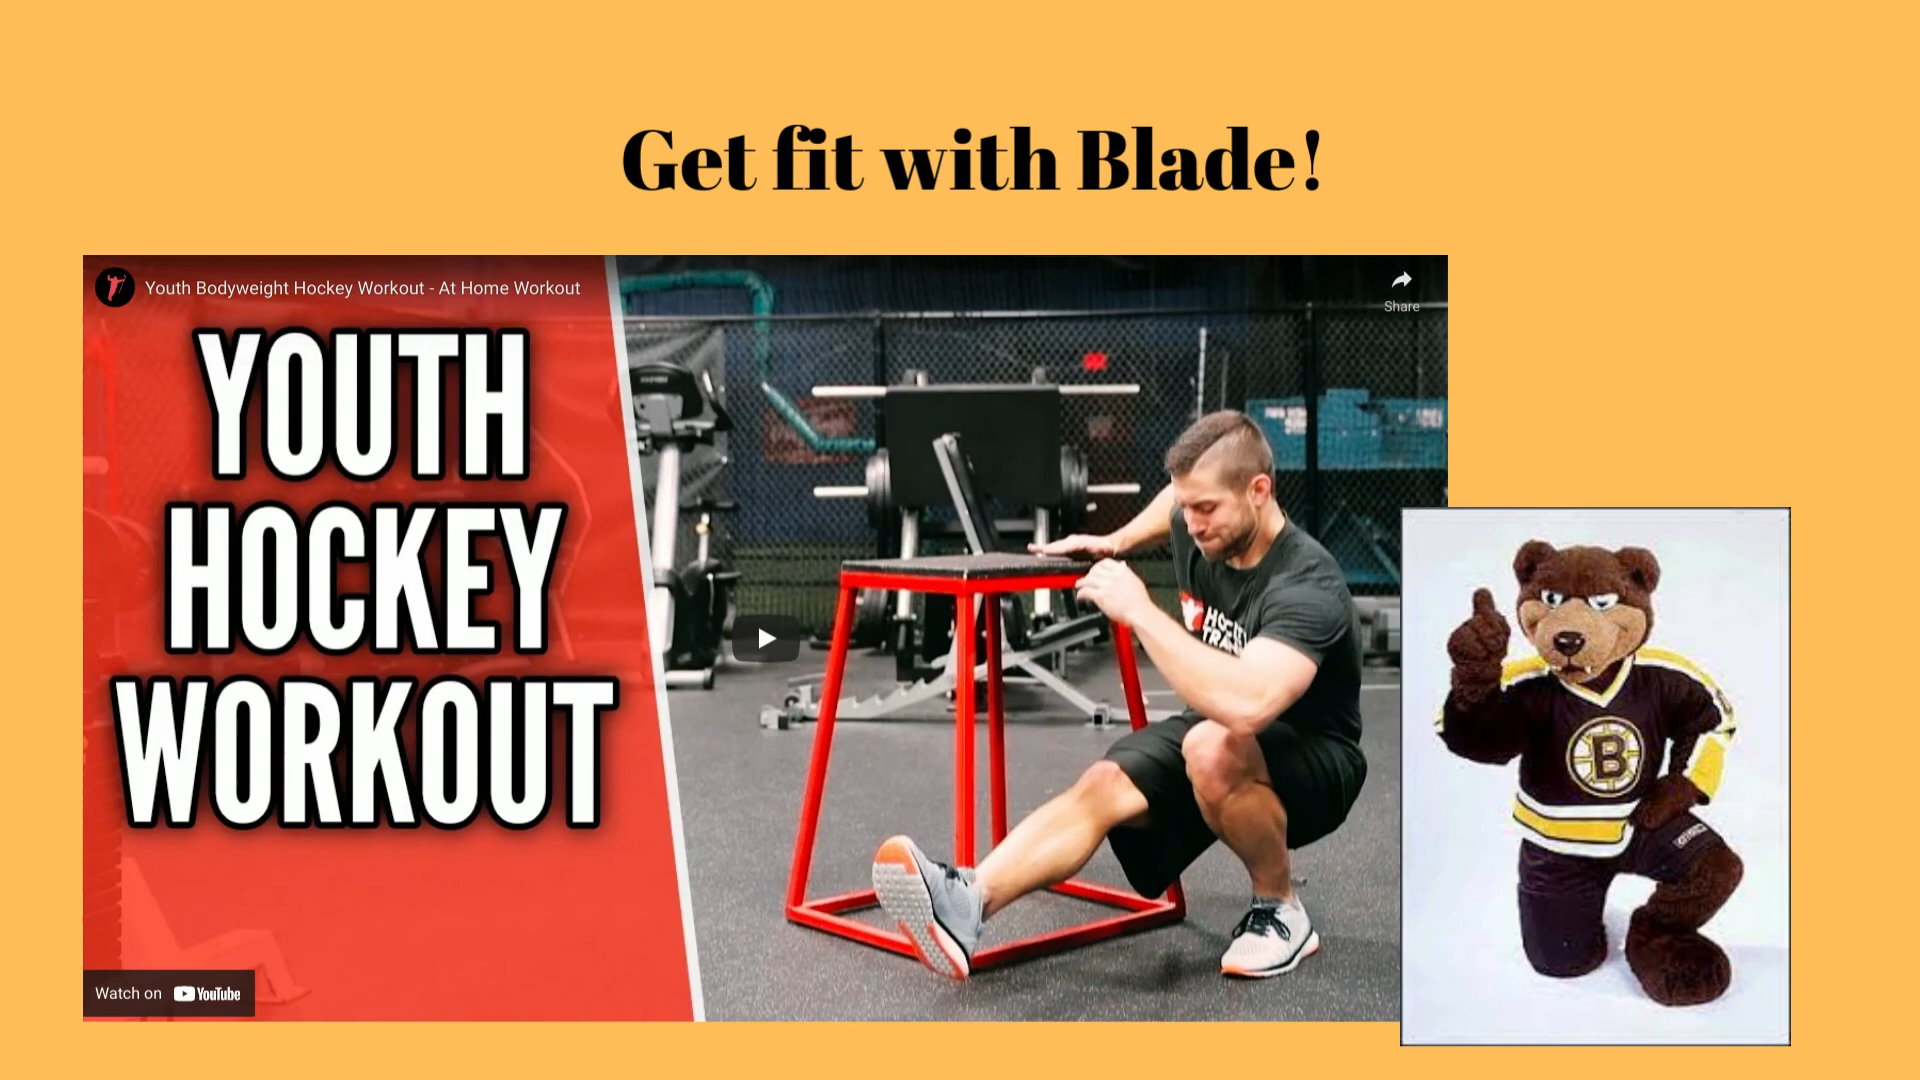 Get fit with Blade!
Youth Bodyweight Hockey Workout - At Home Workout
Share
YOUTH
HOCKEY
WORKOUT
B
Watch on YouTube